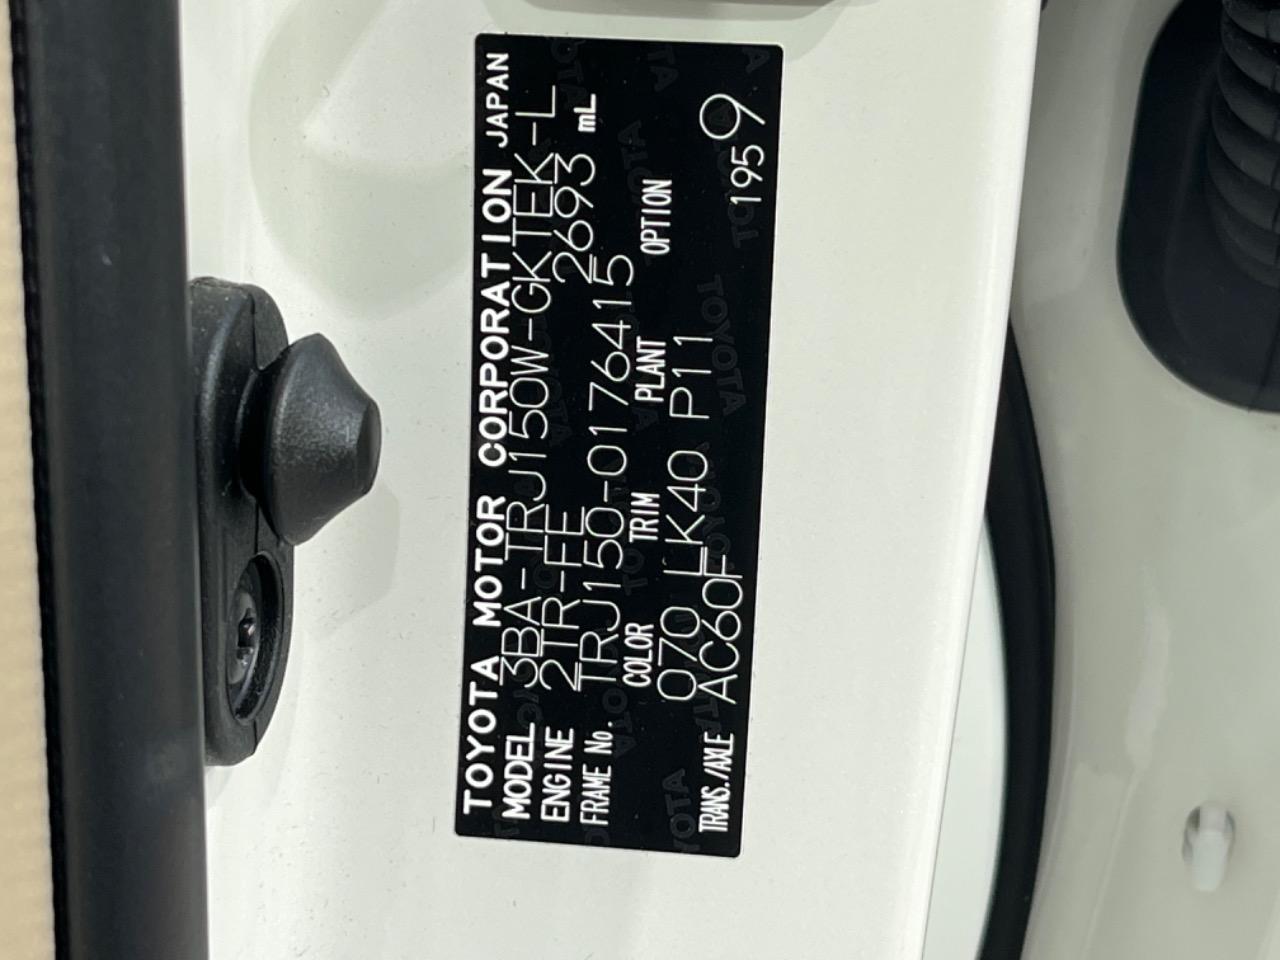 TOYOTA MOTOR CORPORATION JAPAN
MODEL 3BA-TRJ150W-GKTEK-L
ENGINE 2TR-FE 2693 mL
FRAME No. TRJ150-0176415
COLOR TRIM PLANT OPTION
070 LK40 P11
TRANS./AXLE AC60F 1959